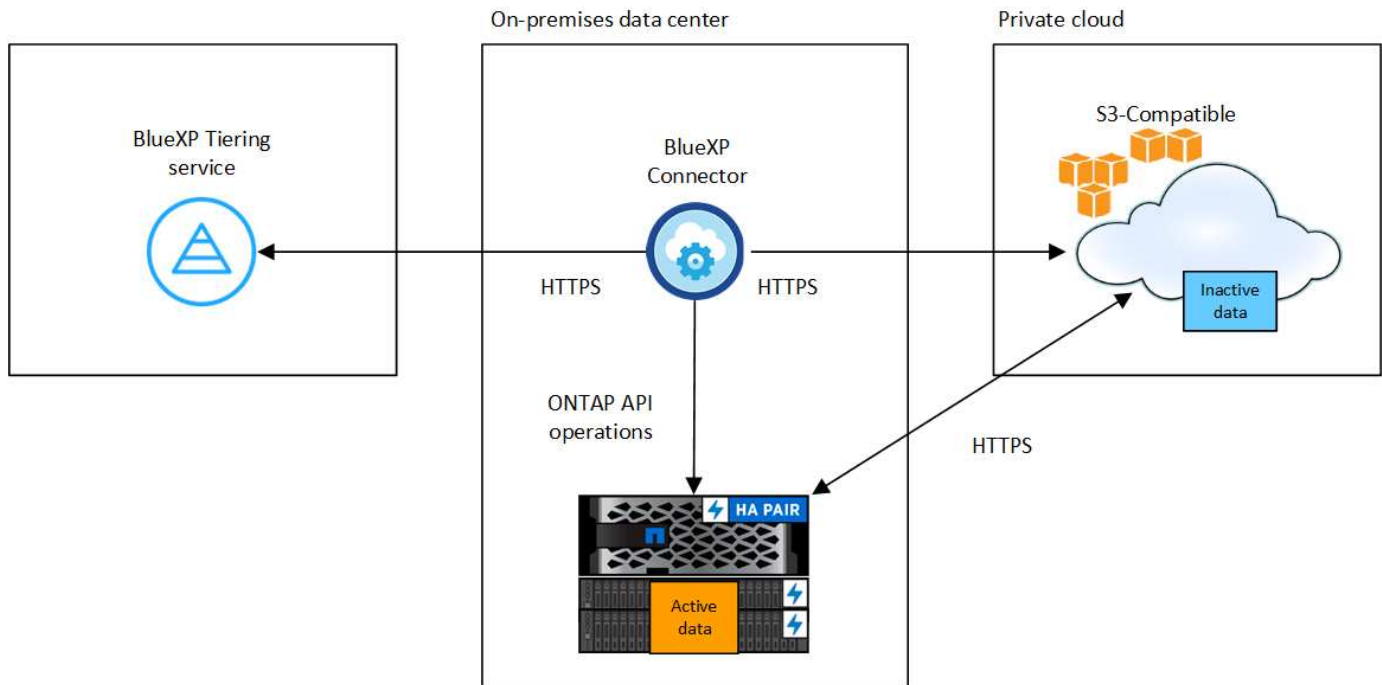 On-premises data center
Private cloud
BlueXP Tiering
service
BlueXP
Connector
S3-Compatible
HTTPS
HTTPS
Inactive
data
ONTAP API
operations
HTTPS
HA PAIR
Active
data